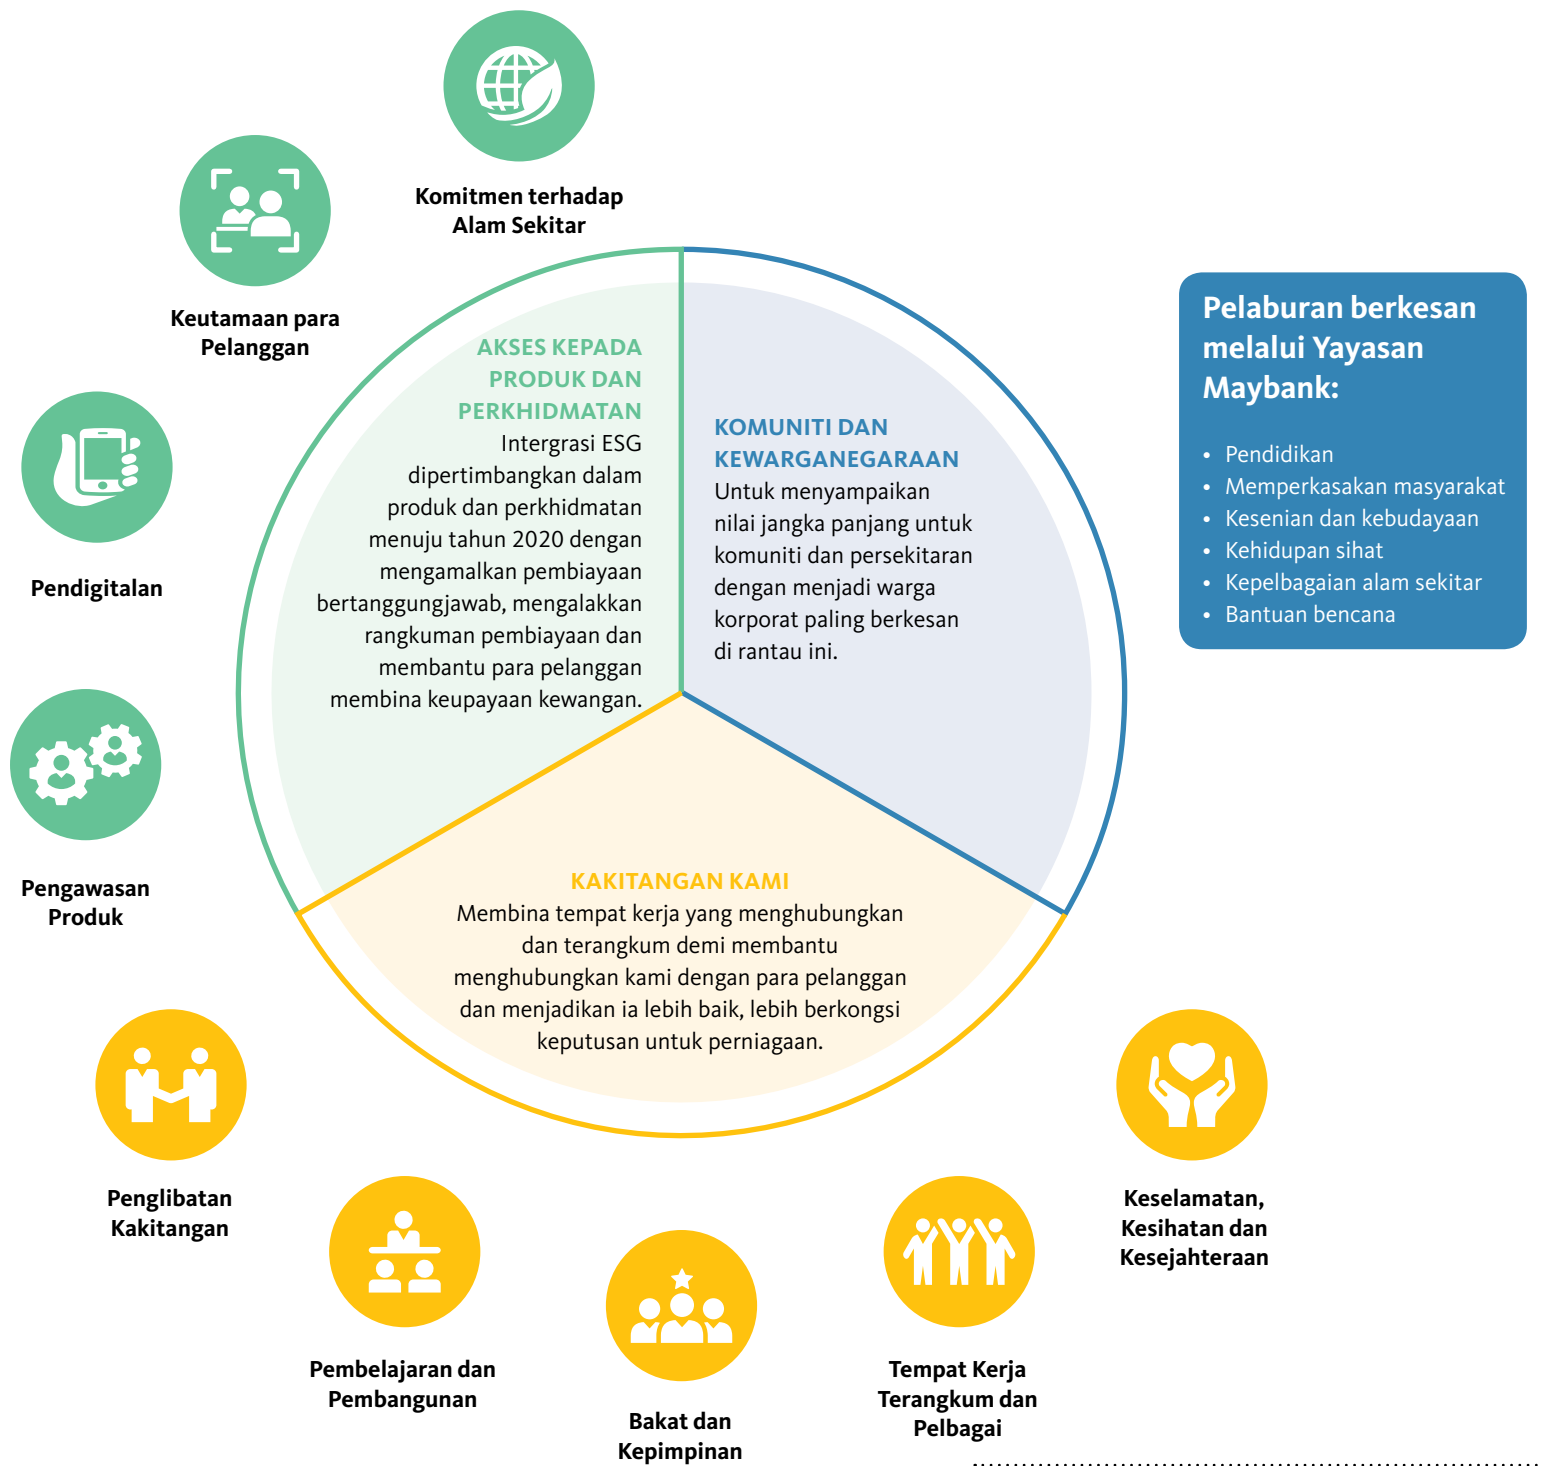 Komitmen terhadap
Alam Sekitar
Keutamaan para
Pelanggan
Pendigitalan
Pengawasan
Produk
AKSES KEPADA
PRODUK DAN
PERKHIDMATAN
Intergrasi ESG
dipertimbangkan dalam
produk dan perkhidmatan
menuju tahun 2020 dengan
mengamalkan pembiayaan
bertanggungjawab, mengalakkan
rangkuman pembiayaan dan
membantu para pelanggan
membina keupayaan kewangan.
KOMUNITI DAN
KEWARGANEGARAAN
Untuk menyampaikan
nilai jangka panjang untuk
komuniti dan persekitaran
dengan menjadi warga
korporat paling berkesan
di rantau ini.
Pelaburan berkesan
melalui Yayasan
Maybank:
• Pendidikan
• Memperkasakan masyarakat
• Kesenian dan kebudayaan
• Kehidupan sihat
• Kepelbagaian alam sekitar
• Bantuan bencana
KAKITANGAN KAMI
Membina tempat kerja yang menghubungkan
dan terangkum demi membantu
menghubungkan kami dengan para pelanggan
dan menjadikan ia lebih baik, lebih berkongsi
keputusan untuk perniagaan.
Penglibatan
Kakitangan
Pembelajaran dan
Pembangunan
Bakat dan
Kepimpinan
Tempat Kerja
Terangkum dan
Pelbagai
Keselamatan,
Kesihatan dan
Kesejahteraan